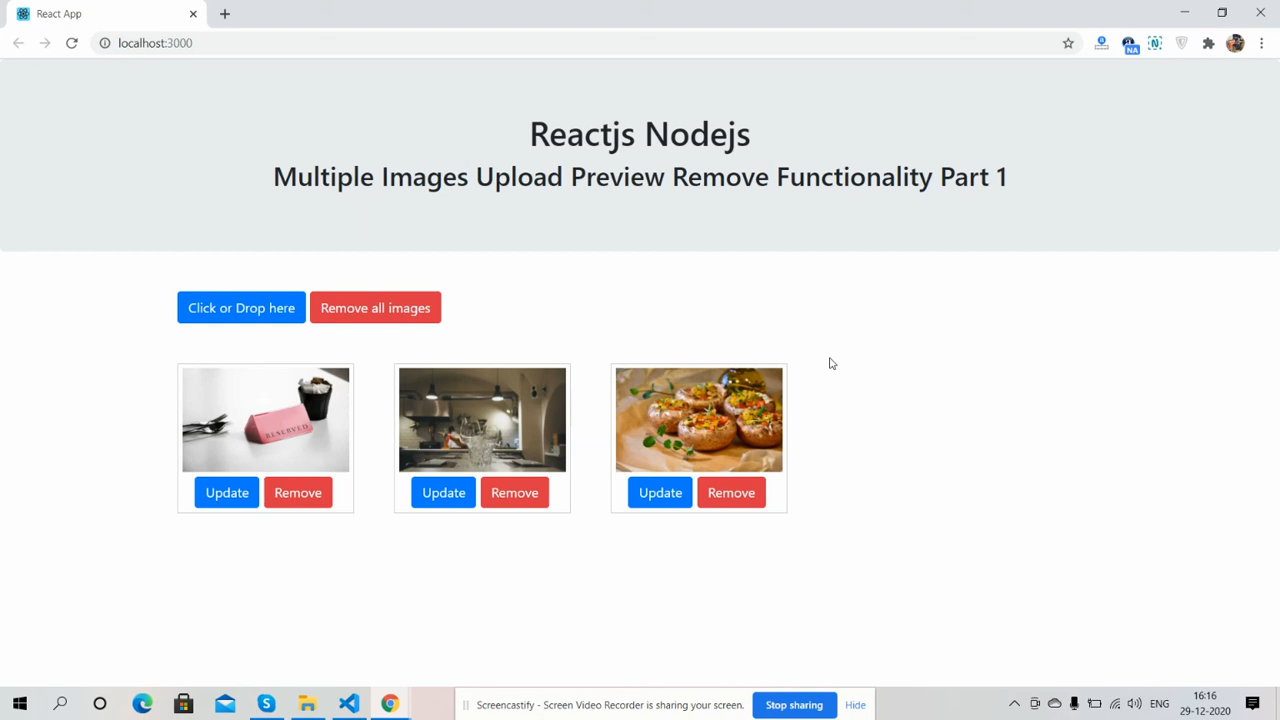 React App
localhost:3000
NA
N
Reactjs Nodejs
Multiple Images Upload Preview Remove Functionality Part 1
Click or Drop here
Remove all images
RESERVED
Update
Remove
Update
Remove
Update
Remove
Screencastify - Screen Video Recorder is sharing your screen.
Stop sharing
Hide
ENG
16:16
29-12-2020